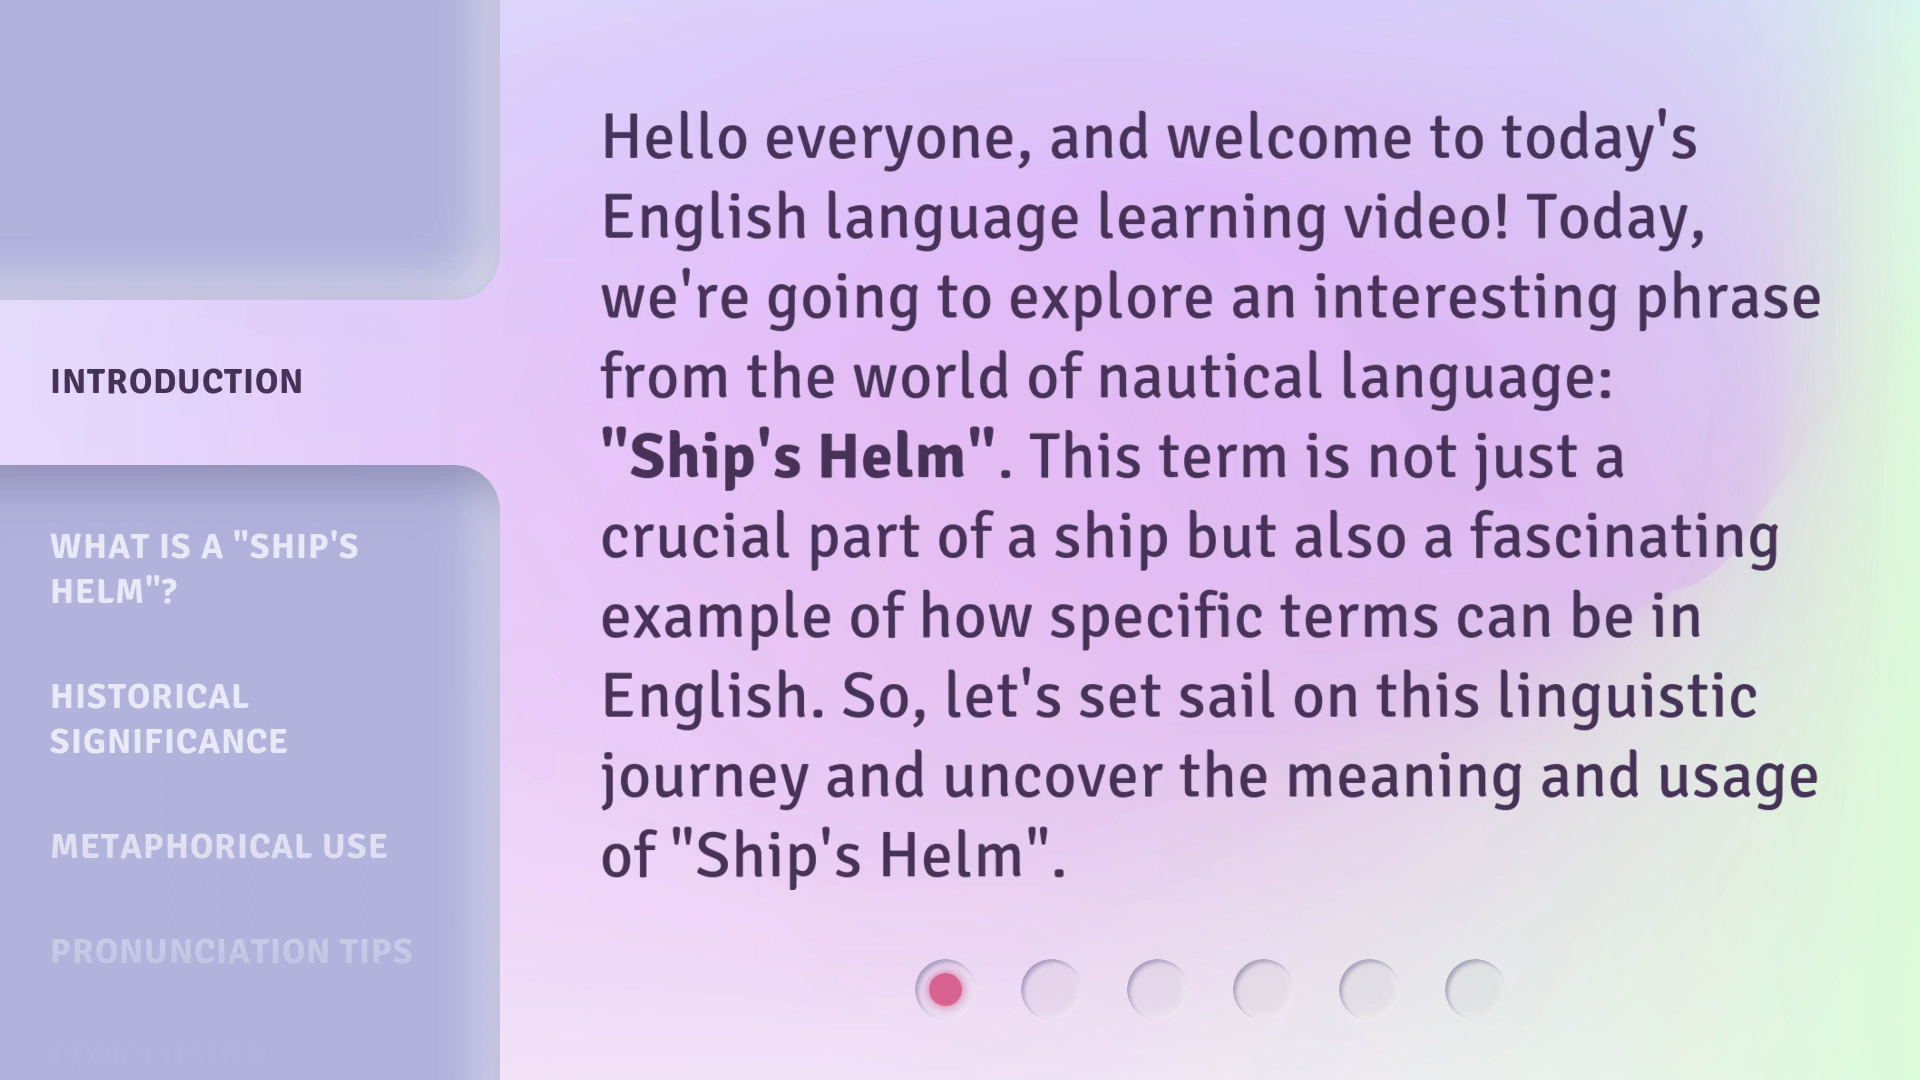 INTRODUCTION
WHAT IS A "SHIP'S
HELM"?
HISTORICAL
SIGNIFICANCE
METAPHORICAL USE
PRONUNCIATION TIPS
CONCLUSION
Hello everyone, and welcome to today's
English language learning video! Today,
we're going to explore an interesting phrase
from the world of nautical language:
"Ship's Helm". This term is not just a
crucial part of a ship but also a fascinating
example of how specific terms can be in
English. So, let's set sail on this linguistic
journey and uncover the meaning and usage
of "Ship's Helm".